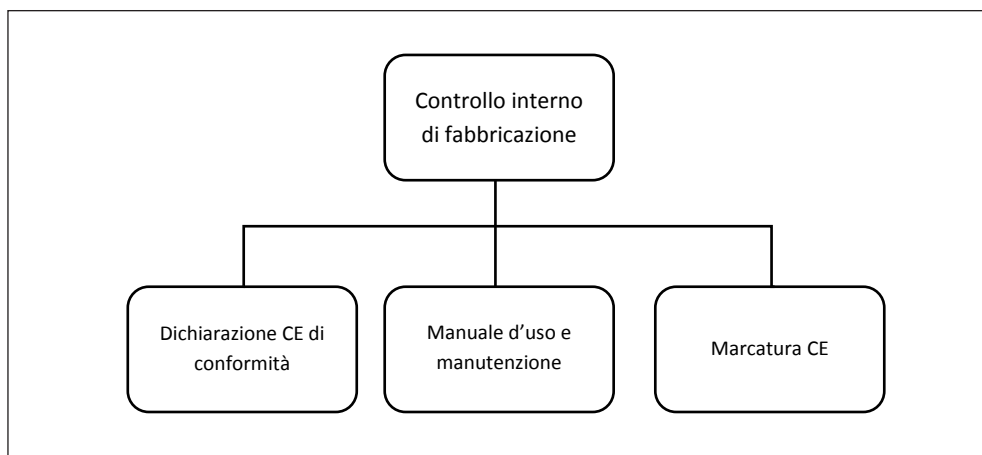 Controllo interno
di fabbricazione
Dichiarazione CE di
conformità
Manuale d’uso e
manutenzione
Marcatura CE